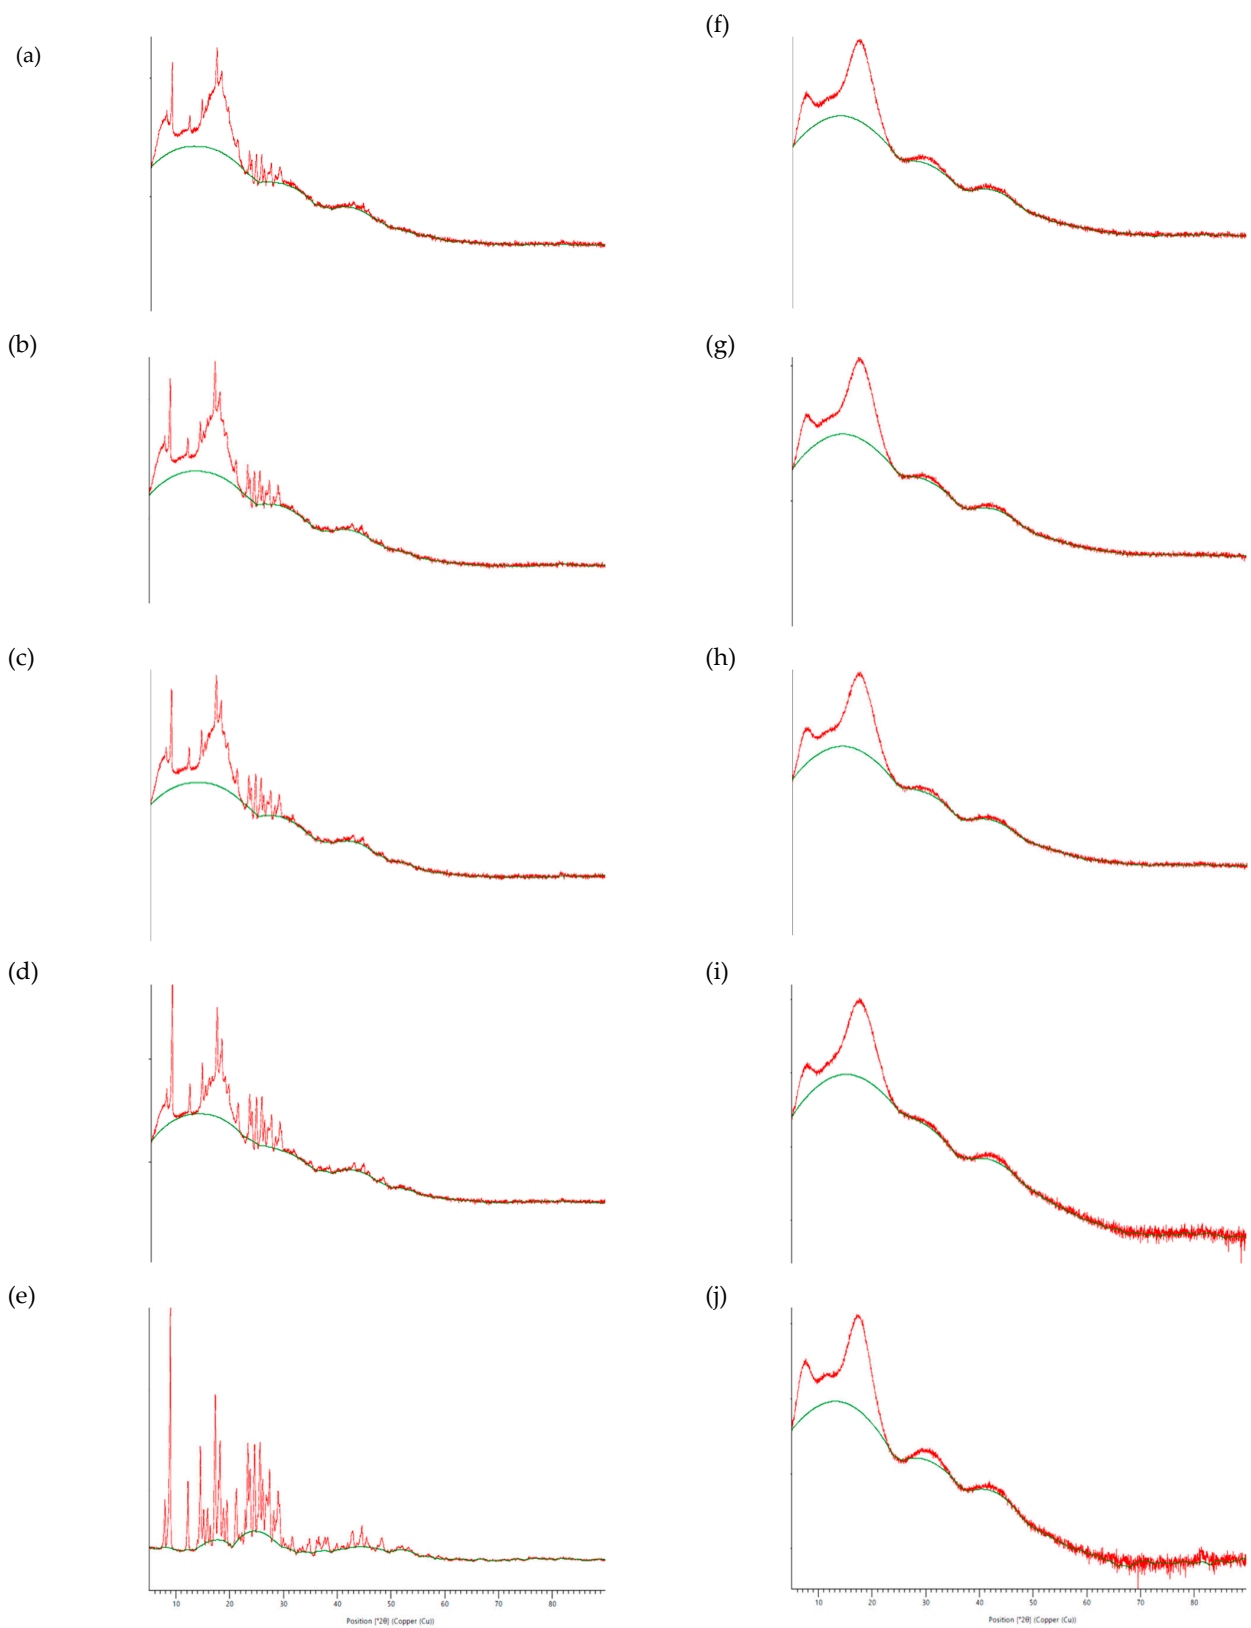 (a)
(f)
(b)
(g)
(c)
(h)
(d)
(i)
(e)
(j)
10 20 30 40 50 60 70 80
Position [°2θ] (Copper (Cu))
10 20 30 40 50 60 70 80
Position [°2θ] (Copper (Cu))